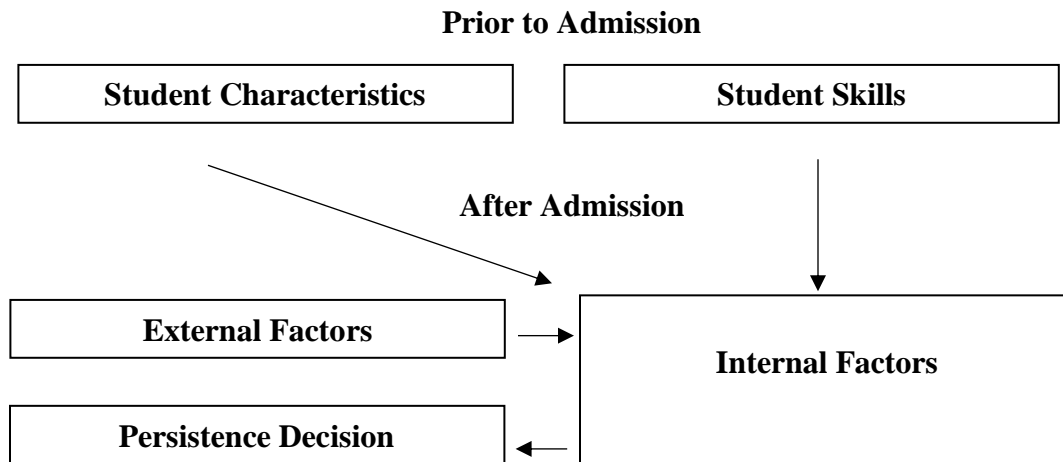 Prior to Admission
Student Characteristics
Student Skills
After Admission
External Factors
Internal Factors
Persistence Decision